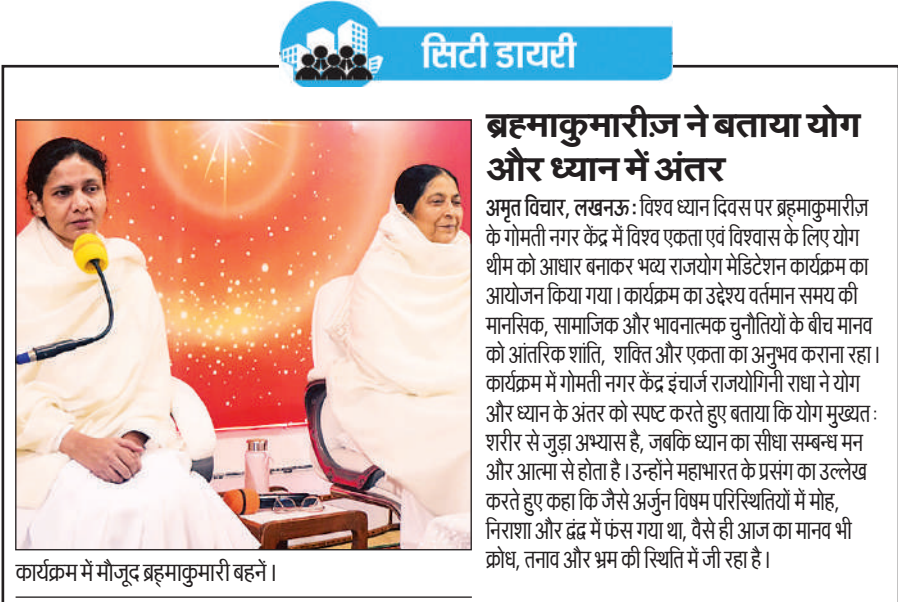 सिटी डायरी
ब्रह्माकुमारीज़ ने बताया योग
और ध्यान में अंतर
अमृत विचार, लखनऊ : विश्व ध्यान दिवस पर ब्रह्माकुमारीज़
के गोमती नगर केंद्र में विश्व एकता एवं विश्वास के लिए योग
थीम को आधार बनाकर भव्य राजयोग मेडिटेशन कार्यक्रम का
आयोजन किया गया। कार्यक्रम का उद्देश्य वर्तमान समय की
मानसिक, सामाजिक और भावनात्मक चुनौतियों के बीच मानव
को आंतरिक शांति, शक्ति और एकता का अनुभव कराना रहा।
कार्यक्रम में गोमती नगर केंद्र इंचार्ज राजयोगिनी राधा ने योग
और ध्यान के अंतर को स्पष्ट करते हुए बताया कि योग मुख्यत:
शरीर से जुड़ा अभ्यास है, जबकि ध्यान का सीधा सम्बन्ध मन
और आत्मा से होता है। उन्होंने महाभारत के प्रसंग का उल्लेख
करते हुए कहा कि जैसे अर्जुन विषम परिस्थितियों में मोह,
निराशा और द्वंद्व में फंस गया था, वैसे ही आज का मानव भी
क्रोध, तनाव और भ्रम की स्थिति में जी रहा है।
कार्यक्रम में मौजूद ब्रह्माकुमारी बहनें।